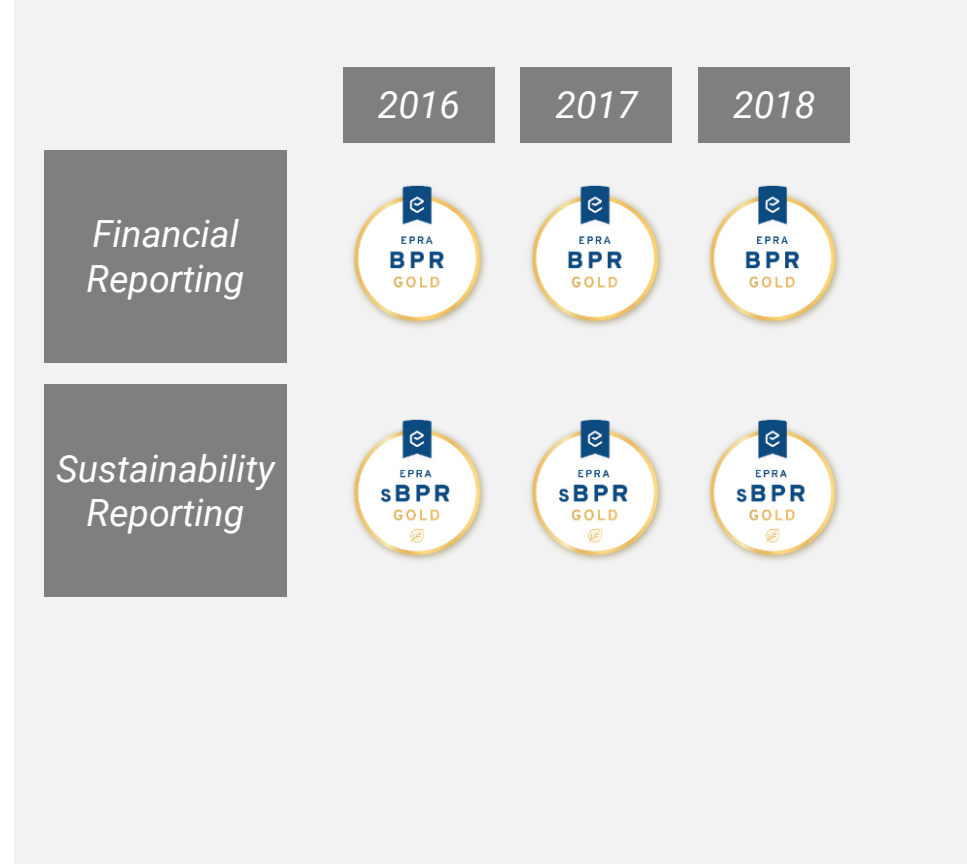 2016 2017 2018
Financial
Reporting
EPRA EPRA EPRA
BPR BPR BPR
GOLD GOLD GOLD
Sustainability
Reporting
EPRA EPRA EPRA
sBPR sBPR sBPR
GOLD GOLD GOLD